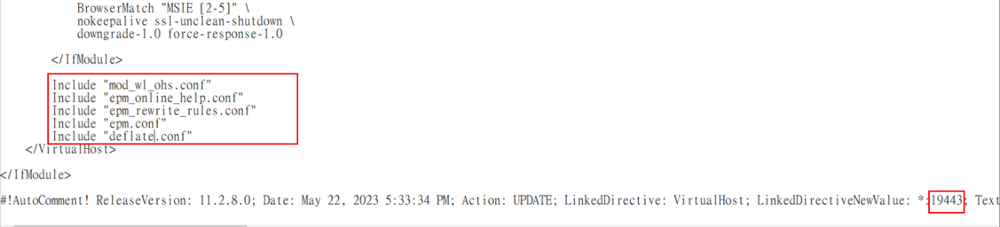 BrowserMatch "MSIE [2-5]" \
nokeepalive ssl-unclean-shutdown \
downgrade-1.0 force-response-1.0
</IfModule>
Include "mod_wl_ohs.conf"
Include "epm_online_help.conf"
Include "epm_rewrite_rules.conf"
Include "epm.conf"
Include "deflate.conf"
</VirtualHost>
</IfModule>
#!AutoComment! ReleaseVersion: 11.2.8.0; Date: May 22, 2023 5:33:34 PM; Action: UPDATE; LinkedDirective: VirtualHost; LinkedDirectiveNewValue: *:19443; Text